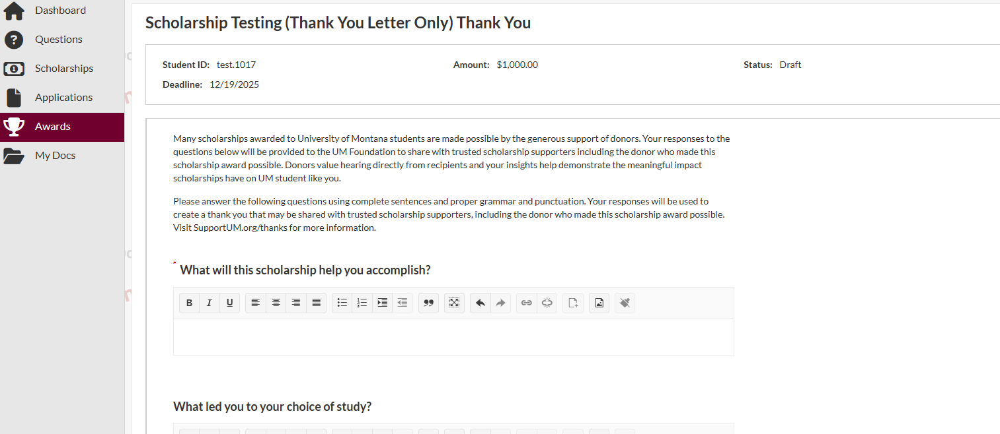 Dashboard
Questions
Scholarships
Applications
Awards
My Docs
Scholarship Testing (Thank You Letter Only) Thank You
Student ID: test.1017
Amount: $1,000.00
Status: Draft
Deadline: 12/19/2025
Many scholarships awarded to University of Montana students are made possible by the generous support of donors. Your responses to the
questions below will be provided to the UM Foundation to share with trusted scholarship supporters including the donor who made this
scholarship award possible. Donors value hearing directly from recipients and your insights help demonstrate the meaningful impact
scholarships have on UM student like you.
Please answer the following questions using complete sentences and proper grammar and punctuation. Your responses will be used to
create a thank you that may be shared with trusted scholarship supporters, including the donor who made this scholarship award possible.
Visit SupportUM.org/thanks for more information.
* What will this scholarship help you accomplish?
B I U
What led you to your choice of study?